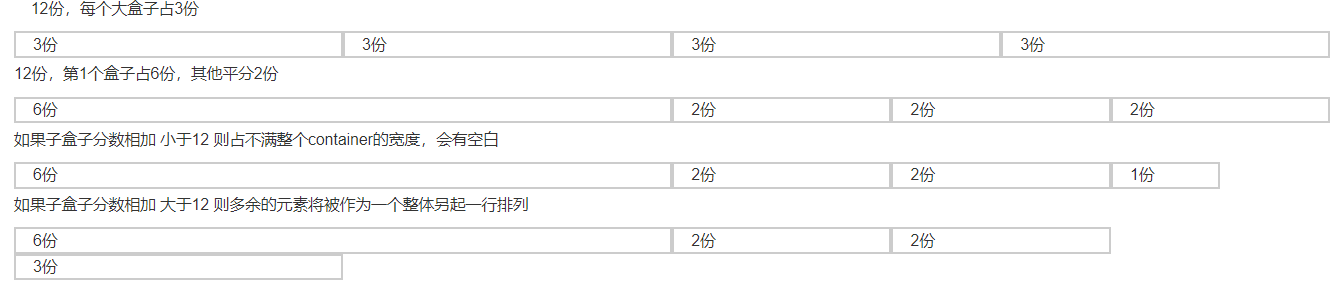 12份，每个大盒子占3份
3份 3份 3份 3份
12份，第1个盒子占6份，其他平分2份
6份 2份 2份 2份
如果子盒子分数相加 小于12 则占不满整个container的宽度，会有空白
6份 2份 2份 1份
如果子盒子分数相加 大于12 则多余的元素将被作为一个整体另起一行排列
6份 2份 2份
3份